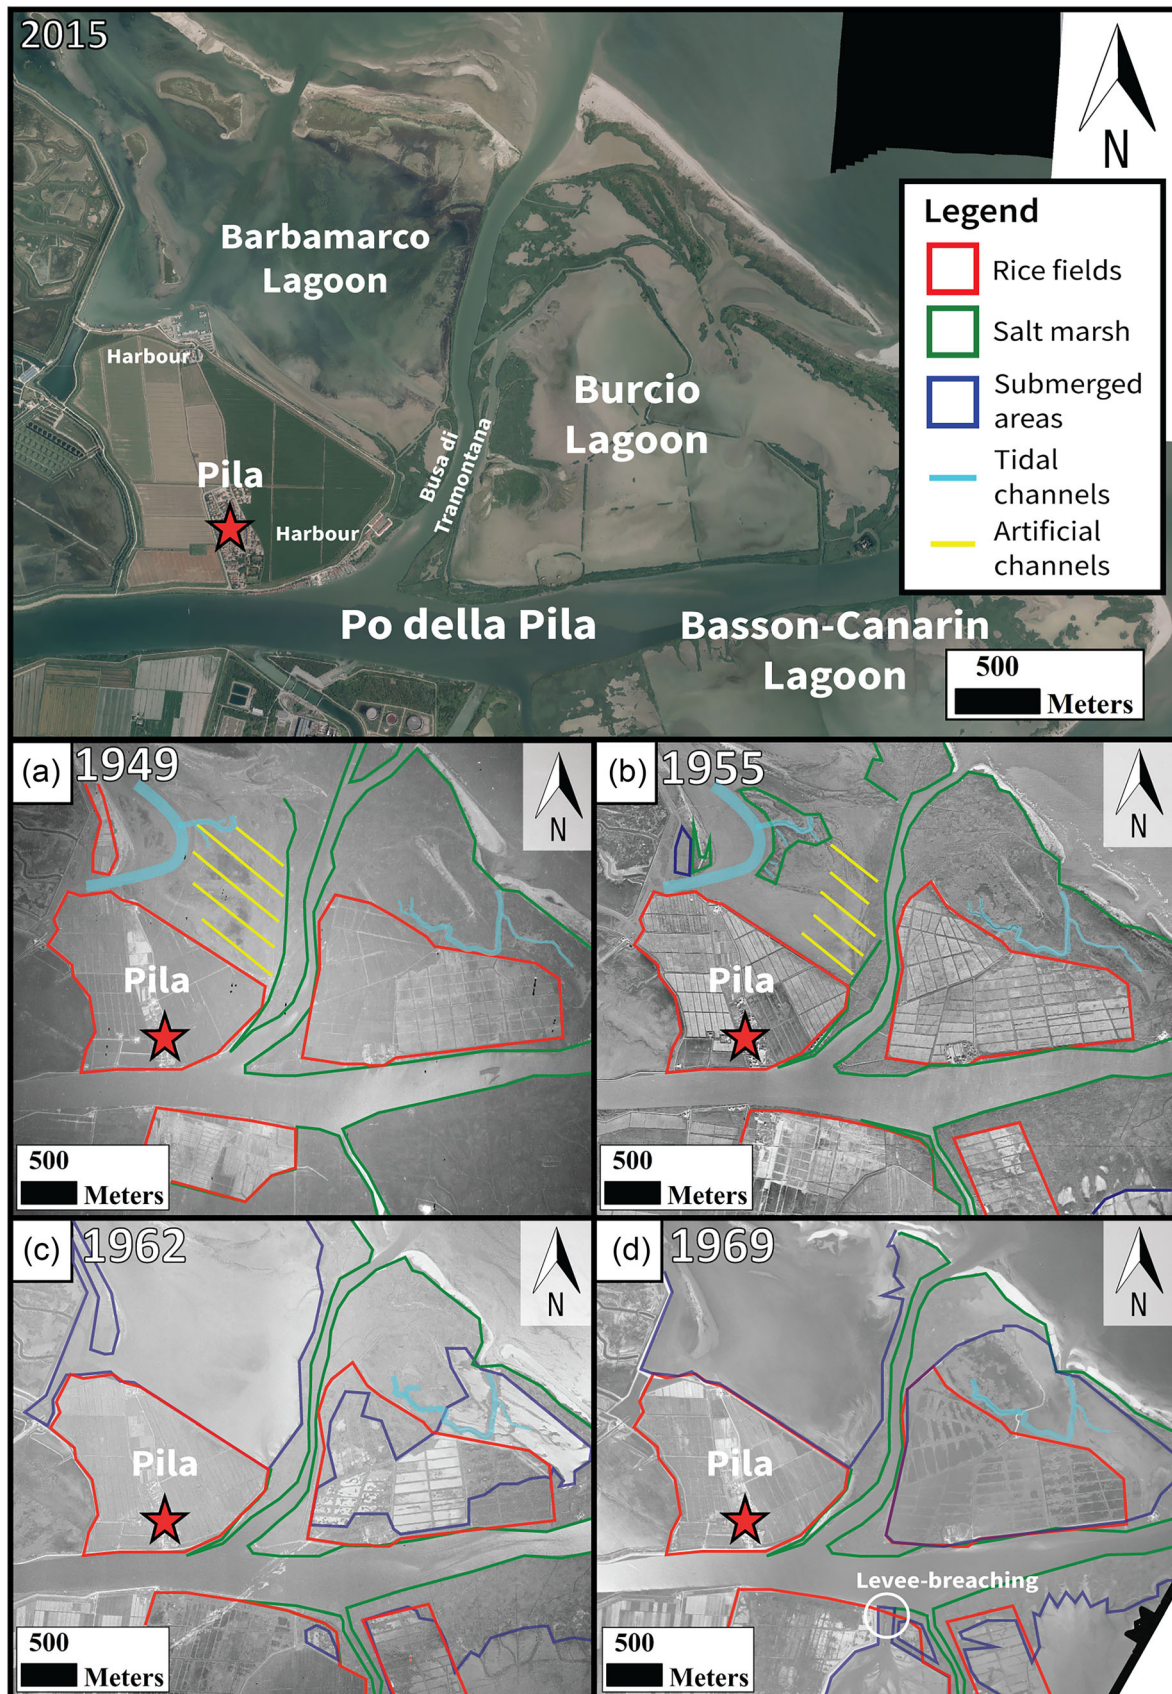 2015
N
Barbamarco
Lagoon
Harbour
Burcio
Lagoon
Busa di
Tramontana
Pila
Harbour
Po della Pila
Basson-Canarin
Lagoon
Legend
Rice fields
Salt marsh
Submerged
areas
Tidal
channels
Artificial
channels
500
Meters
(a) 1949
N
Pila
500
Meters
(b) 1955
N
Pila
500
Meters
(c) 1962
N
Pila
500
Meters
(d) 1969
N
Pila
Levee-breaching
500
Meters